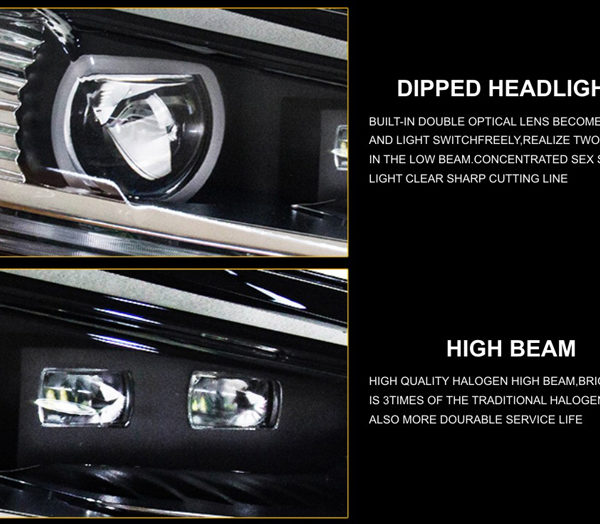 DIPPED HEADLIGH
BUILT-IN DOUBLE OPTICAL LENS BECOME
AND LIGHT SWITCHFREELY,REALIZE TWO
IN THE LOW BEAM.CONCENTRATED SEX S
LIGHT CLEAR SHARP CUTTING LINE
HIGH BEAM
HIGH QUALITY HALOGEN HIGH BEAM,BRIG
IS 3TIMES OF THE TRADITIONAL HALOGEN
ALSO MORE DOURABLE SERVICE LIFE